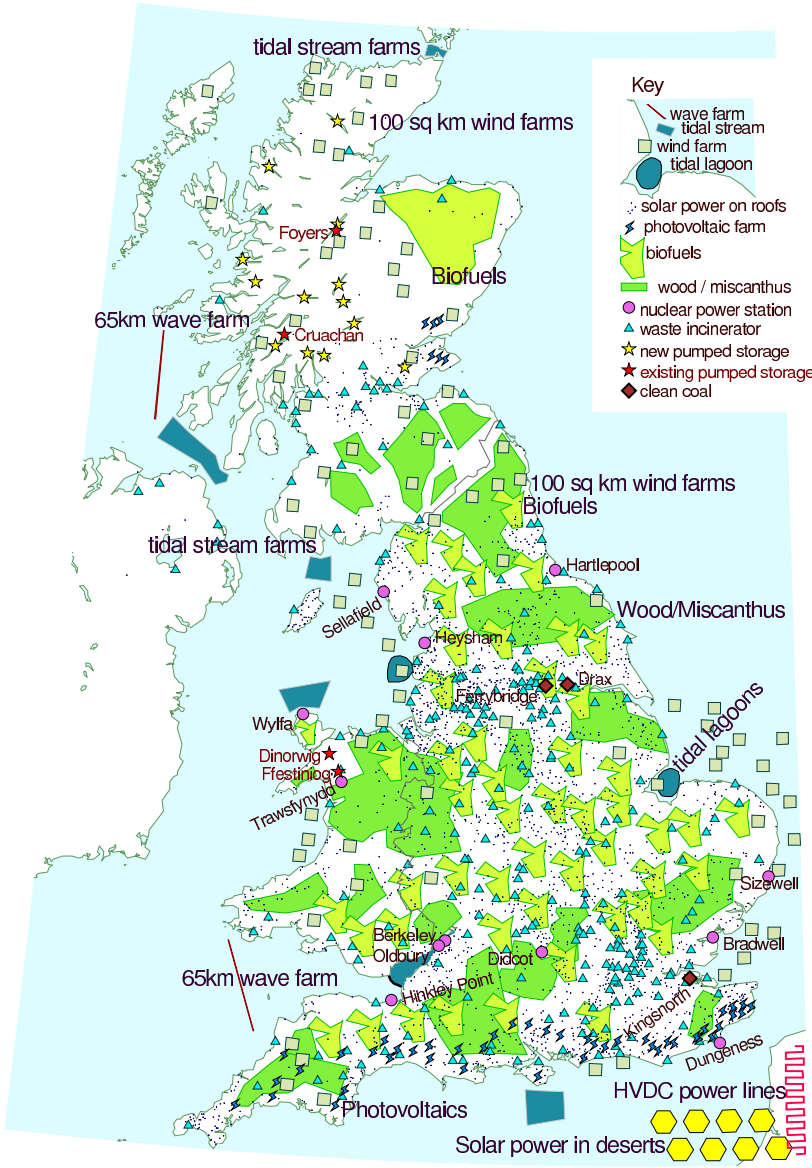 tidal stream farms
Key
wave farm
tidal stream
100 sq km wind farms
wind farm
tidal lagoon
solar power on roofs
Foyers
photovoltaic farm
biofuels
Biofuels
wood / miscanthus
nuclear power station
65km wave farm
waste incinerator
Cruachan
new pumped storage
existing pumped storage
clean coal
100 sq km wind farms
Biofuels
tidal stream farms
Hartlepool
Sellafield
Wood/Miscanthus
Heysham
Drax
Ferrybridge
Wylfa
tidal lagoons
Dinorwig
Ffestiniog
Trawsfynydd
Sizewell
Berkeley
Bradwell
Oldbury
Didcot
65km wave farm
Hinkley Point
Kingsnorth
Dungeness
HVDC power lines
Photovoltaics
Solar power in deserts